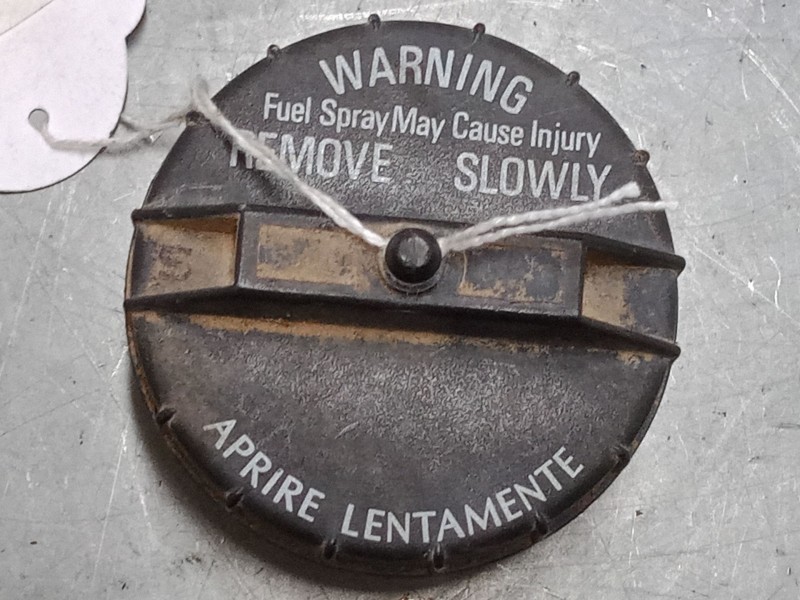 WARNING
Fuel Spray May Cause Injury
REMOVE SLOWLY
APRIRE LENTAMENTE